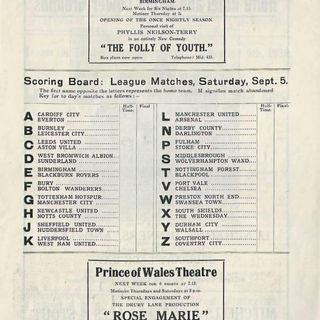 BIRMINGHAM.
Next Week for Six Nights at 7.15.
Matinee Thursday at 2.
OPENING OF THE ONCE NIGHTLY SEASON.
Personal visit of
PHYLLIS NEILSON-TERRY
in an entirely New Comedy
"THE FOLLY OF YOUTH."
Box plans now open. Telephone: Mid. 431.
Scoring Board: League Matches, Saturday, Sept. 5.
The first name opposite the letters represents the home team. M signifies match abandoned
Key for to day's matches as follows :—
Half-Time. Final Half-Time. Final
A CARDIFF CITY
EVERTON
B BURNLEY
LEICESTER CITY
C LEEDS UNITED
ASTON VILLA
D WEST BROMWICH ALBION
SUNDERLAND
E BIRMINGHAM
BLACKBURN ROVERS
F BURY
BOLTON WANDERERS
G TOTTENHAM HOTSPUR
MANCHESTER CITY
H NEWCASTLE UNITED
NOTTS COUNTY
J SHEFFIELD UNITED
HUDDERSFIELD TOWN
K LIVERPOOL
WEST HAM UNITED
L MANCHESTER UNITED
ARSENAL
N DERBY COUNTY
DARLINGTON
P FULHAM
STOKE CITY
S MIDDLESBROUGH
WOLVERHAMPTON WAND.
T NOTTINGHAM FOREST
BLACKPOOL
V PORT VALE
CHELSEA
W PRESTON NORTH END
SWANSEA TOWN
X SOUTH SHIELDS
THE WEDNESDAY
Y DURHAM CITY
WALSALL
Z SOUTHPORT
COVENTRY CITY
Prince of Wales Theatre
NEXT WEEK FOR 6 nights at 7.15.
Matinees Thursdays and Saturdays at 2 p.m.
SPECIAL ENGAGEMENT OF
THE DRURY LANE PRODUCTION
"ROSE MARIE"